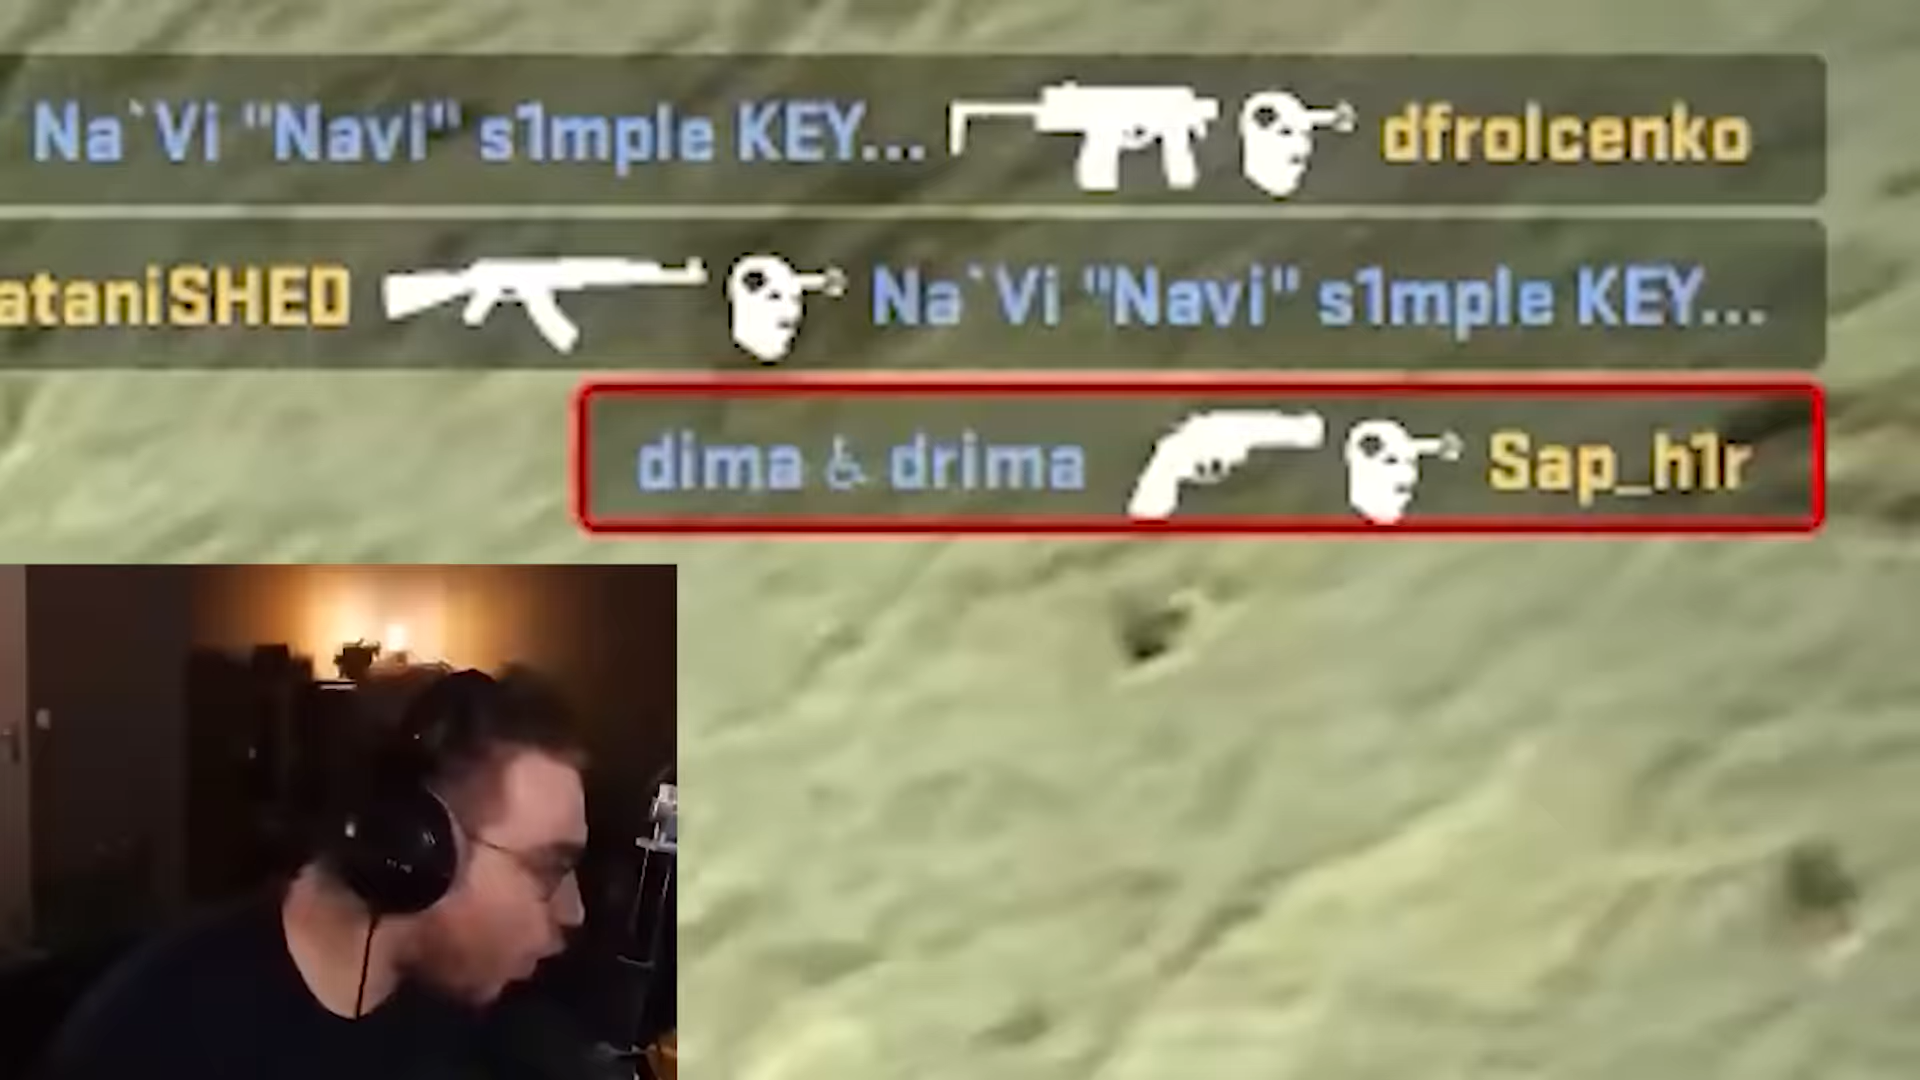 Na`Vi "Navi" s1mple KEY... dfrolcenko
ataniSHED Na`Vi "Navi" s1mple KEY...
dima ♿ drima Sap_h1r